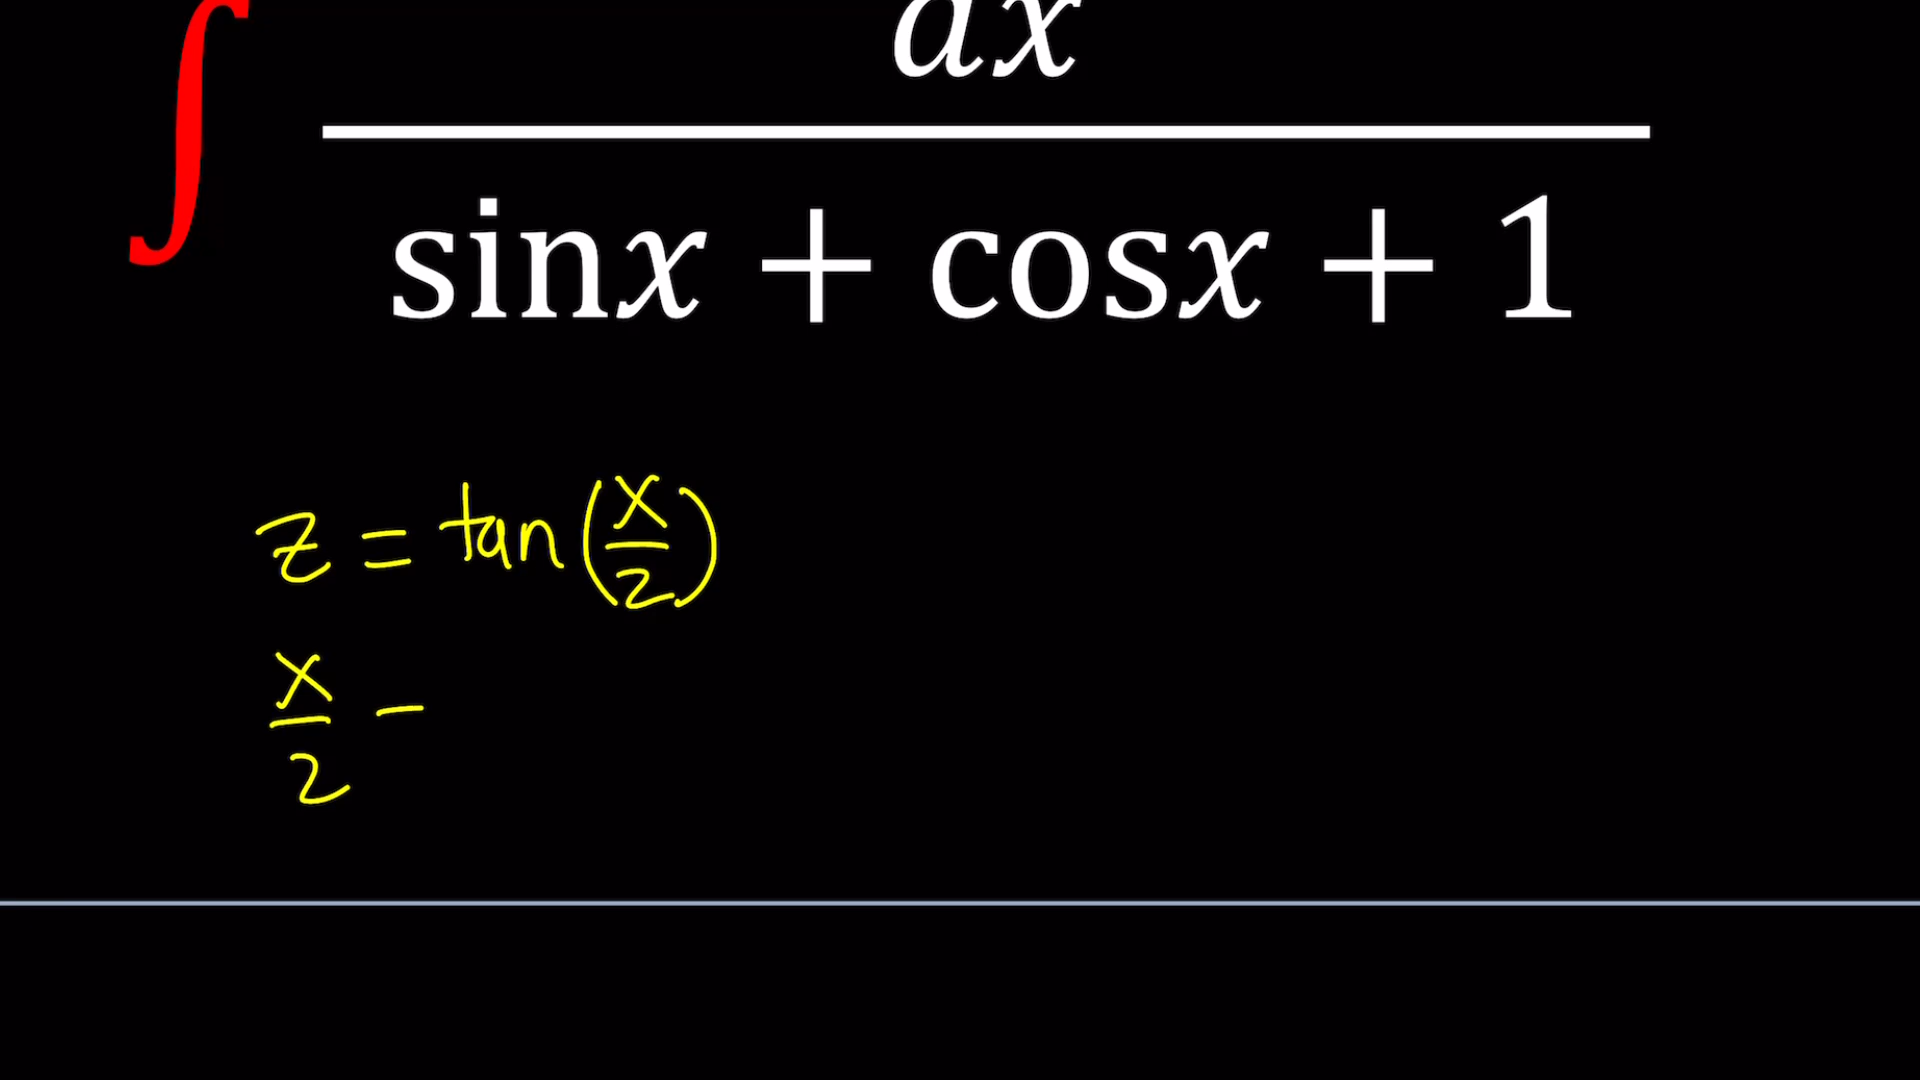 ∫ dx
sinx + cosx + 1
z = tan(x/2)
x/2 -